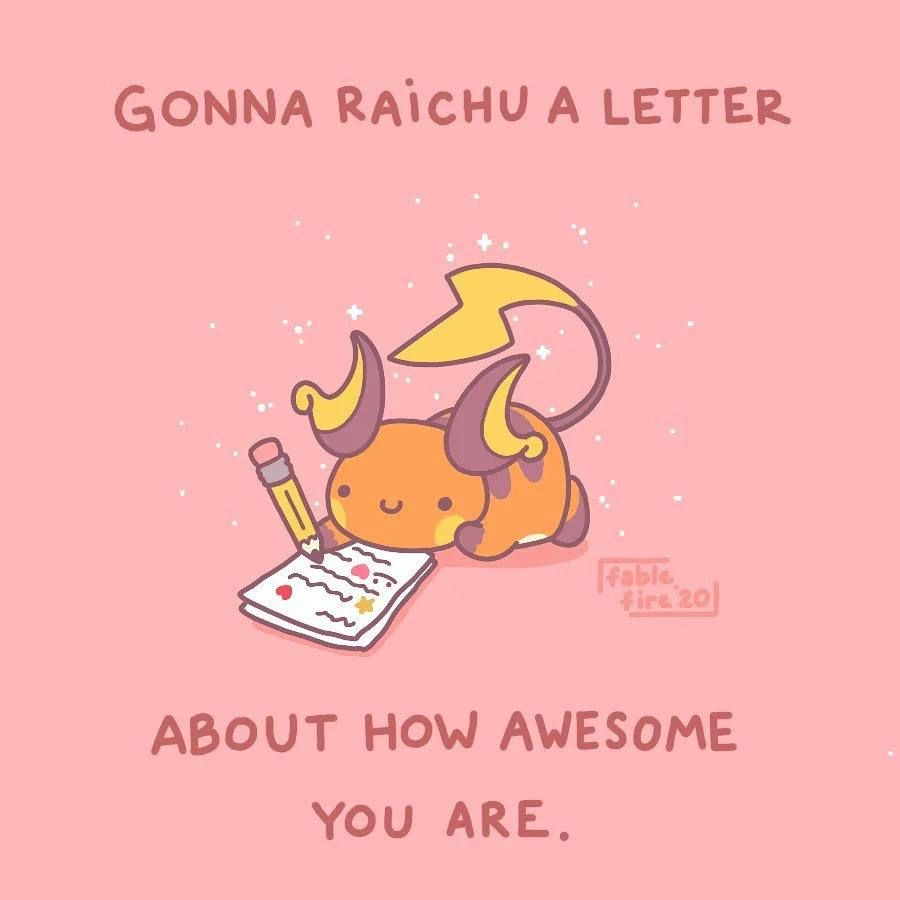 GONNA RAiCHU A LETTER
fable
fire '20
ABOUT HOW AWESOME
YOU ARE.